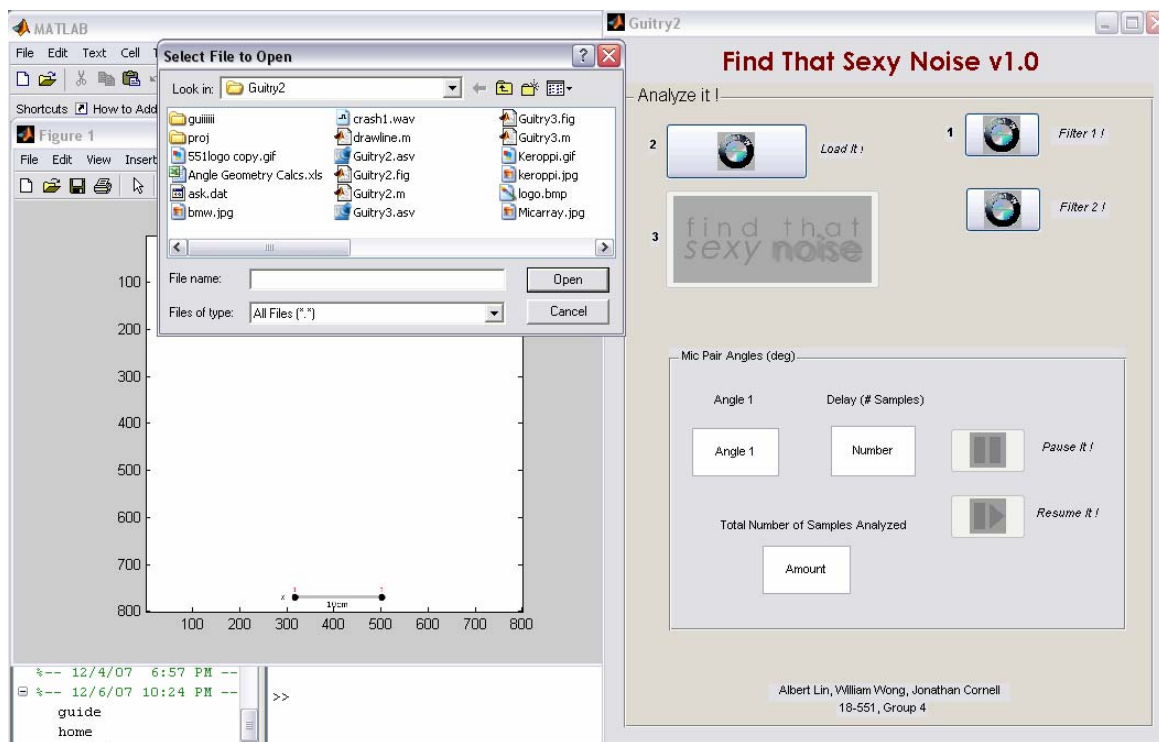 MATLAB
File Edit Text Cell
Shortcuts How to Add
Figure 1
File Edit View Insert
Select File to Open
Look in: Guitry2
guiiiiii
proj
551logo copy.gif
Angle Geometry Calcs.xls
ask.dat
bmw.jpg
crash1.wav
drawline.m
Guitry2.asv
Guitry2.fig
Guitry2.m
Guitry3.asv
Guitry3.fig
Guitry3.m
Keroppi.gif
keroppi.jpg
logo.bmp
Micarray.jpg
File name:
Open
Files of type: All Files (*.*)
Cancel
100
200
300
400
500
600
700
800
10cm
100 200 300 400 500 600 700 800
%-- 12/4/07 6:57 PM --
%-- 12/6/07 10:24 PM --
guide
home
>>
Guitry2
Find That Sexy Noise v1.0
Analyze it !
2 Load It !
1 Filter 1 !
Filter 2 !
3 find that
sexy noise
Mic Pair Angles (deg)
Angle 1 Delay (# Samples)
Angle 1 Number
Pause It !
Resume It !
Total Number of Samples Analyzed
Amount
Albert Lin, William Wong, Jonathan Cornell
18-551, Group 4